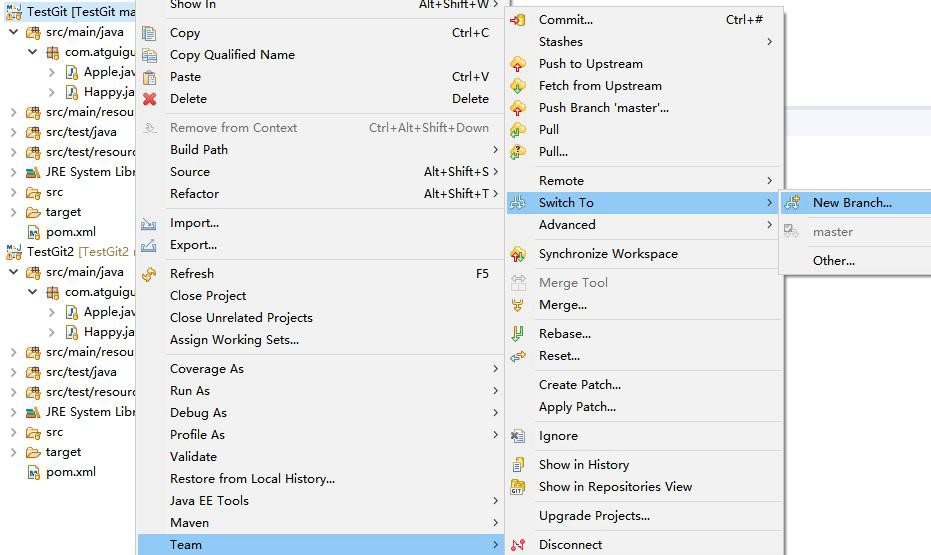 TestGit [TestGit ma
src/main/java
com.atguigu
Apple.jav
Happy.ja
src/main/resou
src/test/java
src/test/resourc
JRE System Libr
src
target
pom.xml
TestGit2 [TestGit2
src/main/java
com.atguigu
Apple.jav
Happy.ja
src/main/resou
src/test/java
src/test/resourc
JRE System Libr
src
target
pom.xml
Show In Alt+Shift+W
Copy Ctrl+C
Copy Qualified Name
Paste Ctrl+V
Delete Delete
Remove from Context Ctrl+Alt+Shift+Down
Build Path
Source Alt+Shift+S
Refactor Alt+Shift+T
Import...
Export...
Refresh F5
Close Project
Close Unrelated Projects
Assign Working Sets...
Coverage As
Run As
Debug As
Profile As
Validate
Restore from Local History...
Java EE Tools
Maven
Team
Commit... Ctrl+#
Stashes
Push to Upstream
Fetch from Upstream
Push Branch 'master'...
Pull
Pull...
Remote
Switch To
Advanced
Synchronize Workspace
Merge Tool
Merge...
Rebase...
Reset...
Create Patch...
Apply Patch...
Ignore
Show in History
Show in Repositories View
Upgrade Projects...
Disconnect
New Branch...
master
Other...